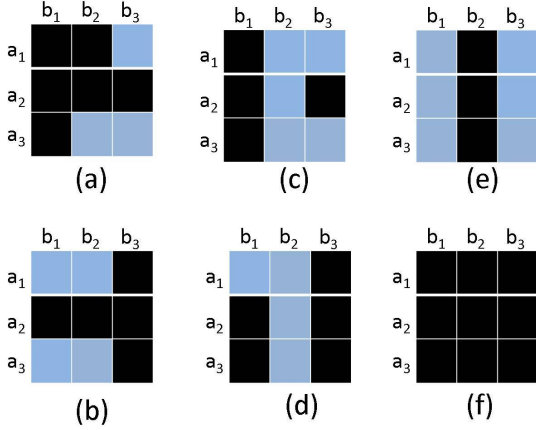 b₁ b₂ b₃
a₁
a₂
a₃
(a)
b₁ b₂ b₃
a₁
a₂
a₃
(c)
b₁ b₂ b₃
a₁
a₂
a₃
(e)
b₁ b₂ b₃
a₁
a₂
a₃
(b)
b₁ b₂ b₃
a₁
a₂
a₃
(d)
b₁ b₂ b₃
a₁
a₂
a₃
(f)